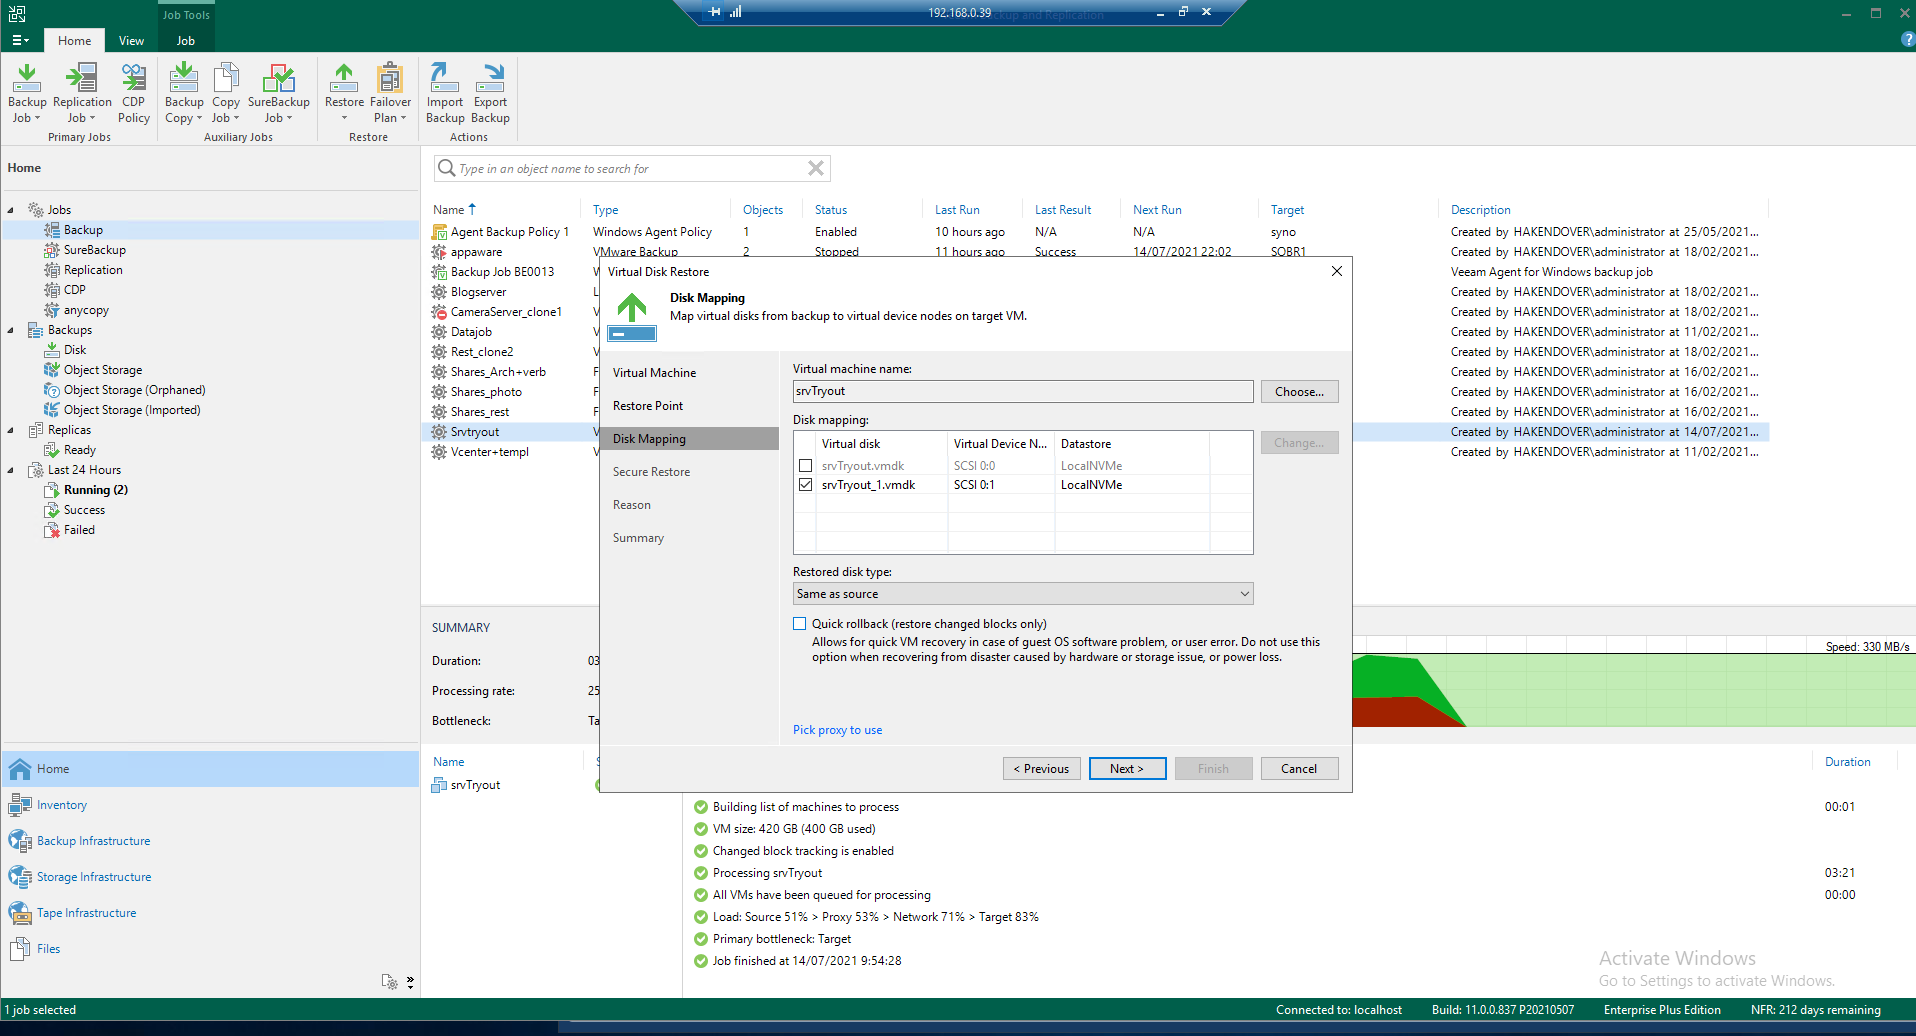 Job Tools
192.168.0.39
ckup and Replication
Home
View
Job
Backup Job
Replication Job
CDP Policy
Backup Copy
Copy Job
SureBackup Job
Restore
Failover Plan
Import Backup
Export Backup
Primary Jobs
Auxiliary Jobs
Restore
Actions
Home
Type in an object name to search for
Jobs
Backup
SureBackup
Replication
CDP
anycopy
Backups
Disk
Object Storage
Object Storage (Orphaned)
Object Storage (Imported)
Replicas
Ready
Last 24 Hours
Running (2)
Success
Failed
Name Type Objects Status Last Run Last Result Next Run Target Description
Agent Backup Policy 1 Windows Agent Policy 1 Enabled 10 hours ago N/A N/A syno Created by HAKENDOVER\administrator at 25/05/2021...
appaware VMware Backup 2 Stopped 11 hours ago Success 14/07/2021 22:02 SOBR1 Created by HAKENDOVER\administrator at 18/02/2021...
Backup Job BE0013 Veeam Agent for Windows backup job
Blogserver Created by HAKENDOVER\administrator at 18/02/2021...
CameraServer_clone1 Created by HAKENDOVER\administrator at 18/02/2021...
Datajob Created by HAKENDOVER\administrator at 11/02/2021...
Rest_clone2 Created by HAKENDOVER\administrator at 18/02/2021...
Shares_Arch+verb Created by HAKENDOVER\administrator at 16/02/2021...
Shares_photo Created by HAKENDOVER\administrator at 16/02/2021...
Shares_rest Created by HAKENDOVER\administrator at 16/02/2021...
Srvtryout Created by HAKENDOVER\administrator at 14/07/2021...
Vcenter+templ Created by HAKENDOVER\administrator at 11/02/2021...
Virtual Disk Restore
Disk Mapping
Map virtual disks from backup to virtual device nodes on target VM.
Virtual Machine
Restore Point
Disk Mapping
Secure Restore
Reason
Summary
Virtual machine name:
srvTryout
Choose...
Disk mapping:
Virtual disk Virtual Device N... Datastore
srvTryout.vmdk SCSI 0:0 LocalNVMe
srvTryout_1.vmdk SCSI 0:1 LocalNVMe
Change...
Restored disk type:
Same as source
Quick rollback (restore changed blocks only)
Allows for quick VM recovery in case of guest OS software problem, or user error. Do not use this
option when recovering from disaster caused by hardware or storage issue, or power loss.
Pick proxy to use
< Previous
Next >
Finish
Cancel
SUMMARY
Duration: 03
Processing rate: 25
Bottleneck: Ta
Speed: 330 MB/s
Name
Duration
srvTryout
Building list of machines to process 00:01
VM size: 420 GB (400 GB used)
Changed block tracking is enabled
Processing srvTryout 03:21
All VMs have been queued for processing 00:00
Load: Source 51% > Proxy 53% > Network 71% > Target 83%
Primary bottleneck: Target
Job finished at 14/07/2021 9:54:28
Home
Inventory
Backup Infrastructure
Storage Infrastructure
Tape Infrastructure
Files
Activate Windows
Go to Settings to activate Windows.
1 job selected
Connected to: localhost
Build: 11.0.0.837 P20210507
Enterprise Plus Edition
NFR: 212 days remaining